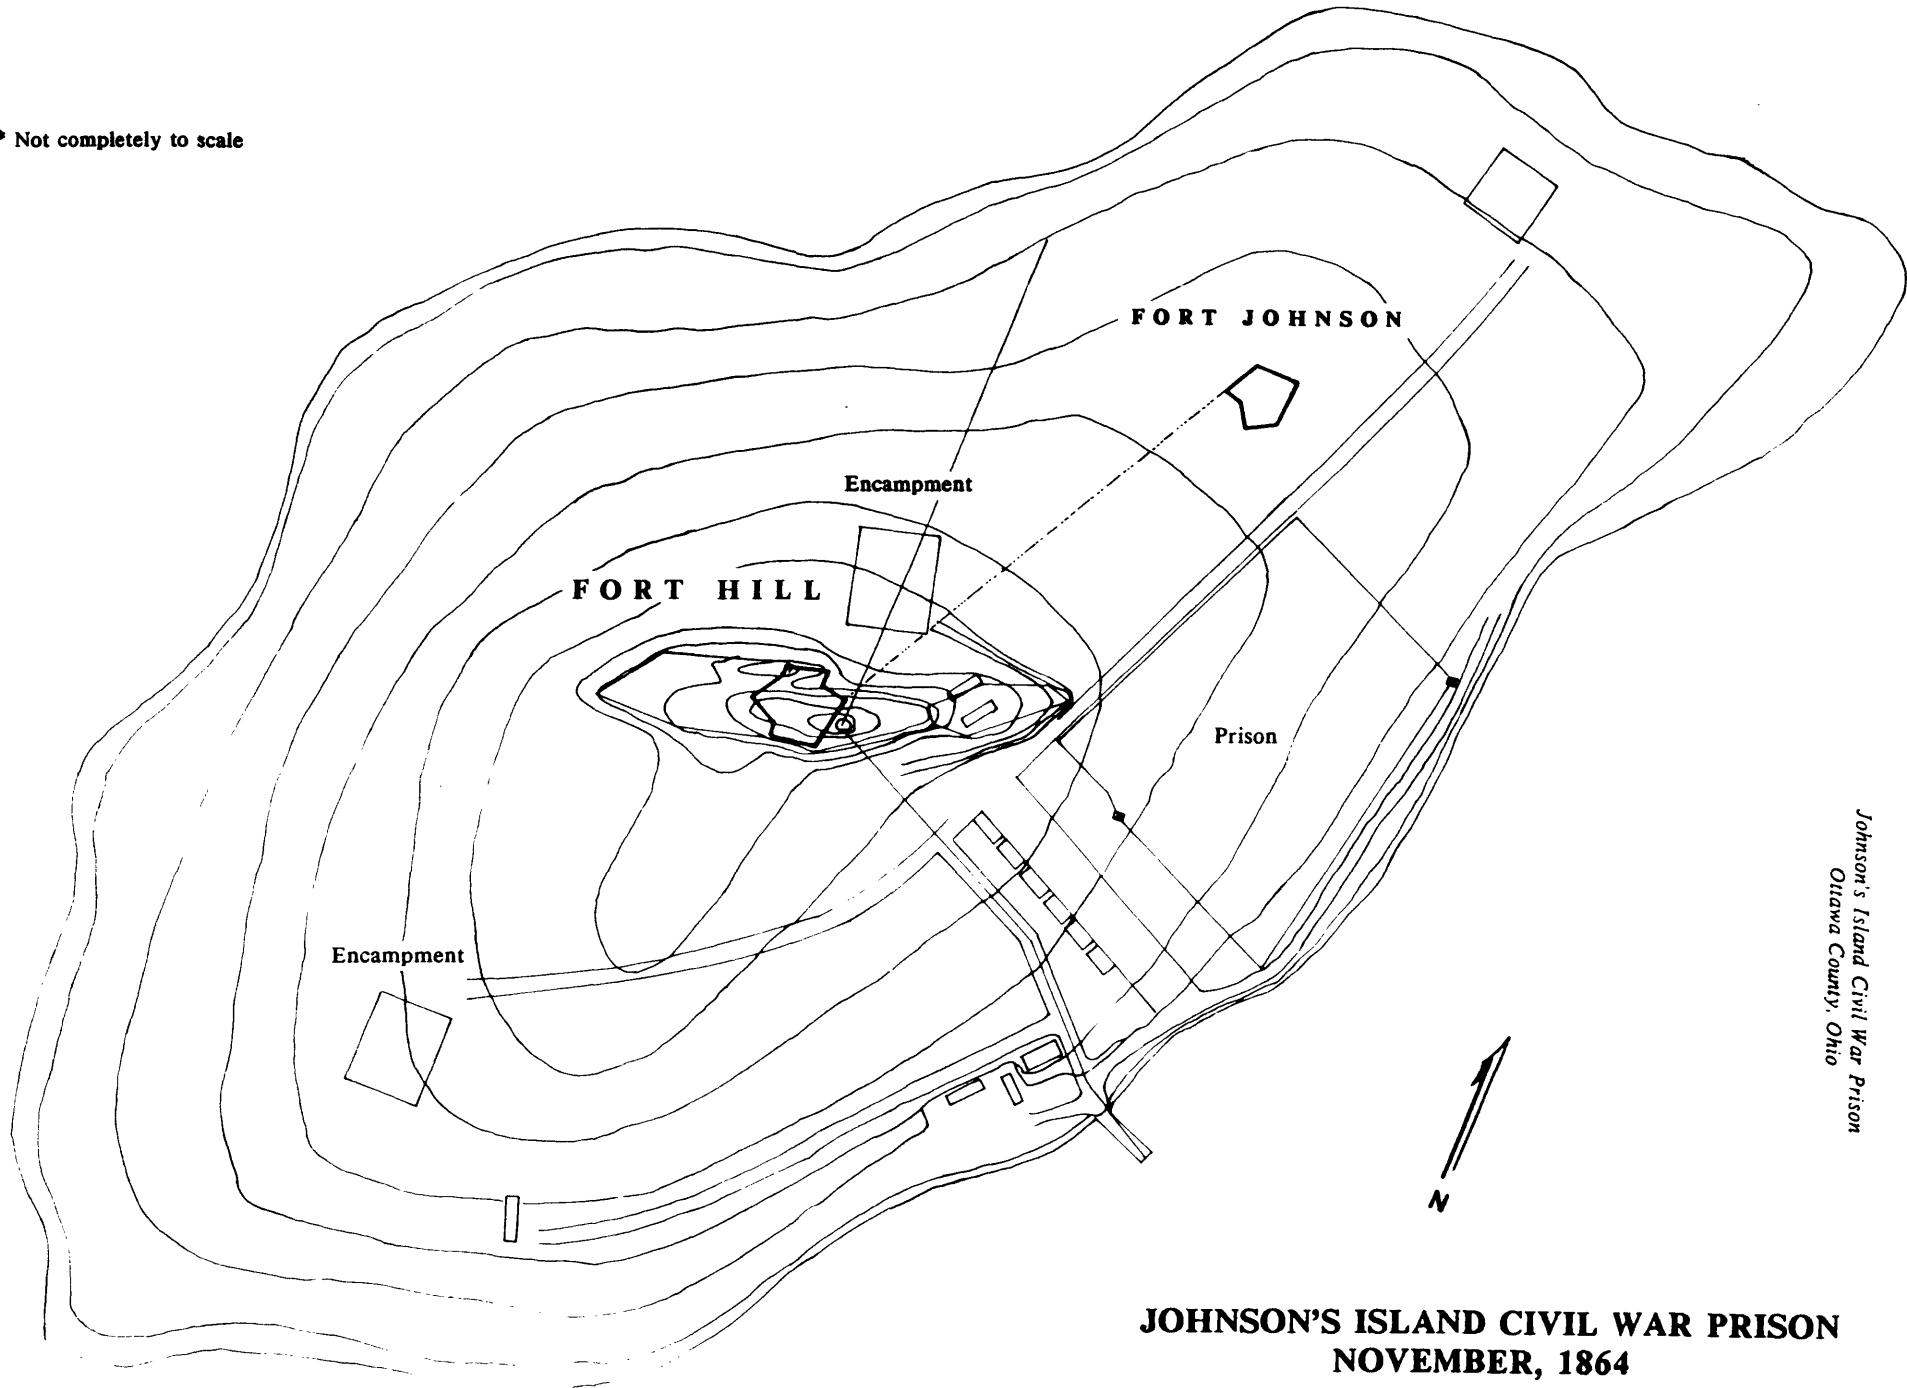 * Not completely to scale
FORT JOHNSON
Encampment
FORT HILL
Prison
Encampment
Johnson's Island Civil War Prison
Ottawa County, Ohio
N
JOHNSON'S ISLAND CIVIL WAR PRISON
NOVEMBER, 1864